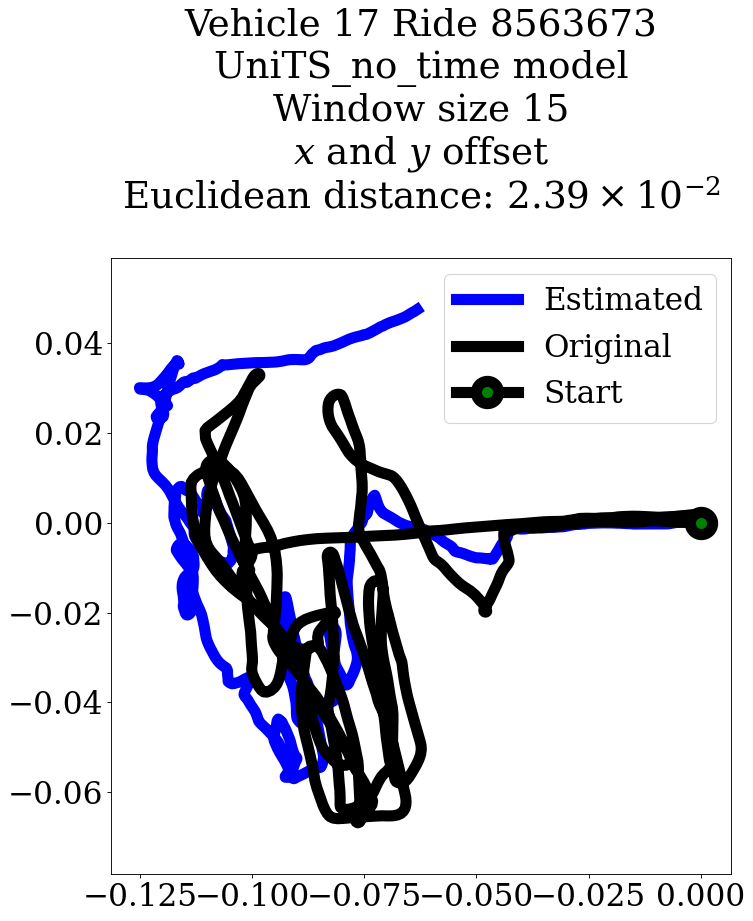 Vehicle 17 Ride 8563673
UniTS_no_time model
Window size 15
x and y offset
Euclidean distance: 2.39 × 10⁻²
Estimated
Original
Start
0.04
0.02
0.00
−0.02
−0.04
−0.06
−0.125 −0.100 −0.075 −0.050 −0.025 0.000